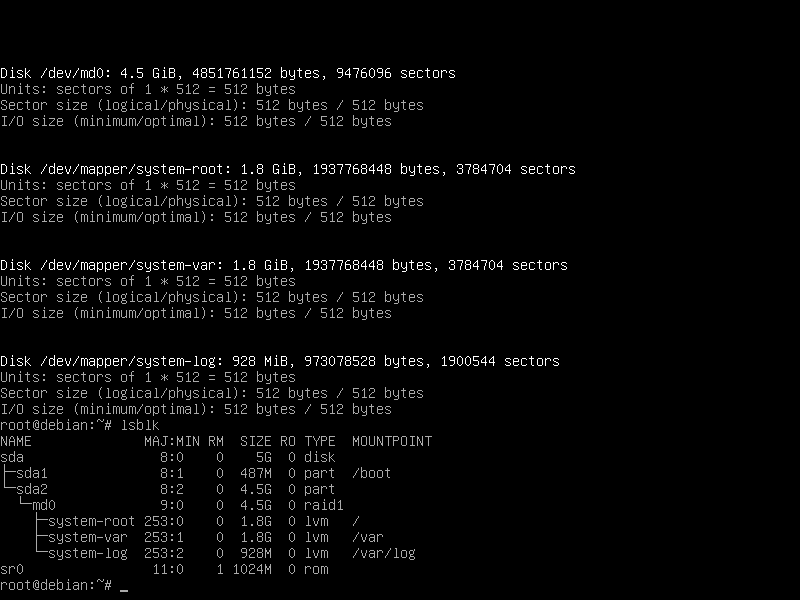 Disk /dev/md0: 4.5 GiB, 4851761152 bytes, 9476096 sectors
Units: sectors of 1 * 512 = 512 bytes
Sector size (logical/physical): 512 bytes / 512 bytes
I/O size (minimum/optimal): 512 bytes / 512 bytes
Disk /dev/mapper/system-root: 1.8 GiB, 1937768448 bytes, 3784704 sectors
Units: sectors of 1 * 512 = 512 bytes
Sector size (logical/physical): 512 bytes / 512 bytes
I/O size (minimum/optimal): 512 bytes / 512 bytes
Disk /dev/mapper/system-var: 1.8 GiB, 1937768448 bytes, 3784704 sectors
Units: sectors of 1 * 512 = 512 bytes
Sector size (logical/physical): 512 bytes / 512 bytes
I/O size (minimum/optimal): 512 bytes / 512 bytes
Disk /dev/mapper/system-log: 928 MiB, 973078528 bytes, 1900544 sectors
Units: sectors of 1 * 512 = 512 bytes
Sector size (logical/physical): 512 bytes / 512 bytes
I/O size (minimum/optimal): 512 bytes / 512 bytes
root@debian:~# lsblk
NAME              MAJ:MIN RM  SIZE RO TYPE  MOUNTPOINT
sda                 8:0    0    5G  0 disk
├─sda1              8:1    0  487M  0 part  /boot
└─sda2              8:2    0  4.5G  0 part
  └─md0             9:0    0  4.5G  0 raid1
    ├─system-root 253:0    0  1.8G  0 lvm   /
    ├─system-var  253:1    0  1.8G  0 lvm   /var
    └─system-log  253:2    0  928M  0 lvm   /var/log
sr0                11:0    1 1024M  0 rom
root@debian:~# _